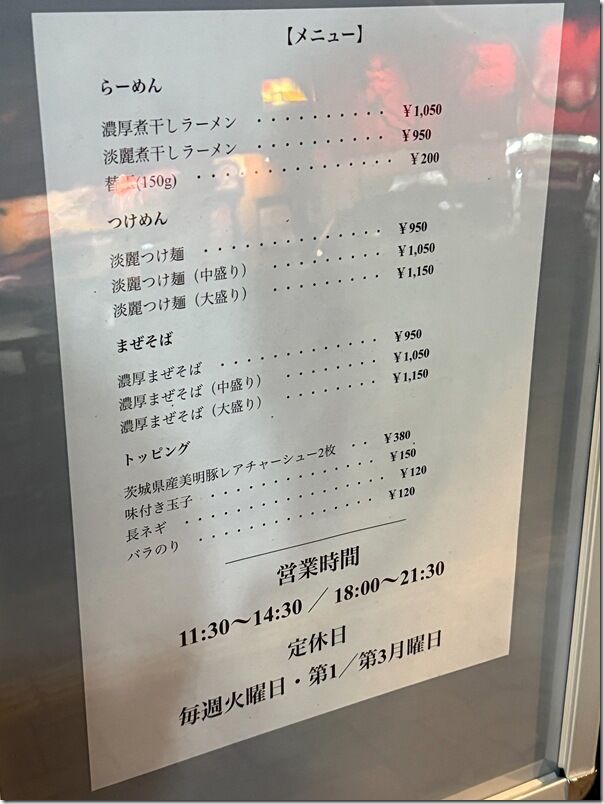 【メニュー】
らーめん
濃厚煮干しラーメン ・・・・・・・・・・ ¥1,050
淡麗煮干しラーメン ・・・・・・・・・・ ¥950
替玉(150g) ・・・・・・・・・・・・・・ ¥200
つけめん
淡麗つけ麺 ・・・・・・・・・・・・・・ ¥950
淡麗つけ麺（中盛り） ・・・・・・・・・ ¥1,050
淡麗つけ麺（大盛り） ・・・・・・・・・ ¥1,150
まぜそば
濃厚まぜそば ・・・・・・・・・・・・・ ¥950
濃厚まぜそば（中盛り） ・・・・・・・・ ¥1,050
濃厚まぜそば（大盛り） ・・・・・・・・ ¥1,150
トッピング
茨城県産美明豚レアチャーシュー2枚 ・・ ¥380
味付き玉子 ・・・・・・・・・・・・・・ ¥150
長ネギ ・・・・・・・・・・・・・・・・ ¥120
バラのり ・・・・・・・・・・・・・・・ ¥120
営業時間
11:30〜14:30 ／ 18:00〜21:30
定休日
毎週火曜日・第1／第3月曜日